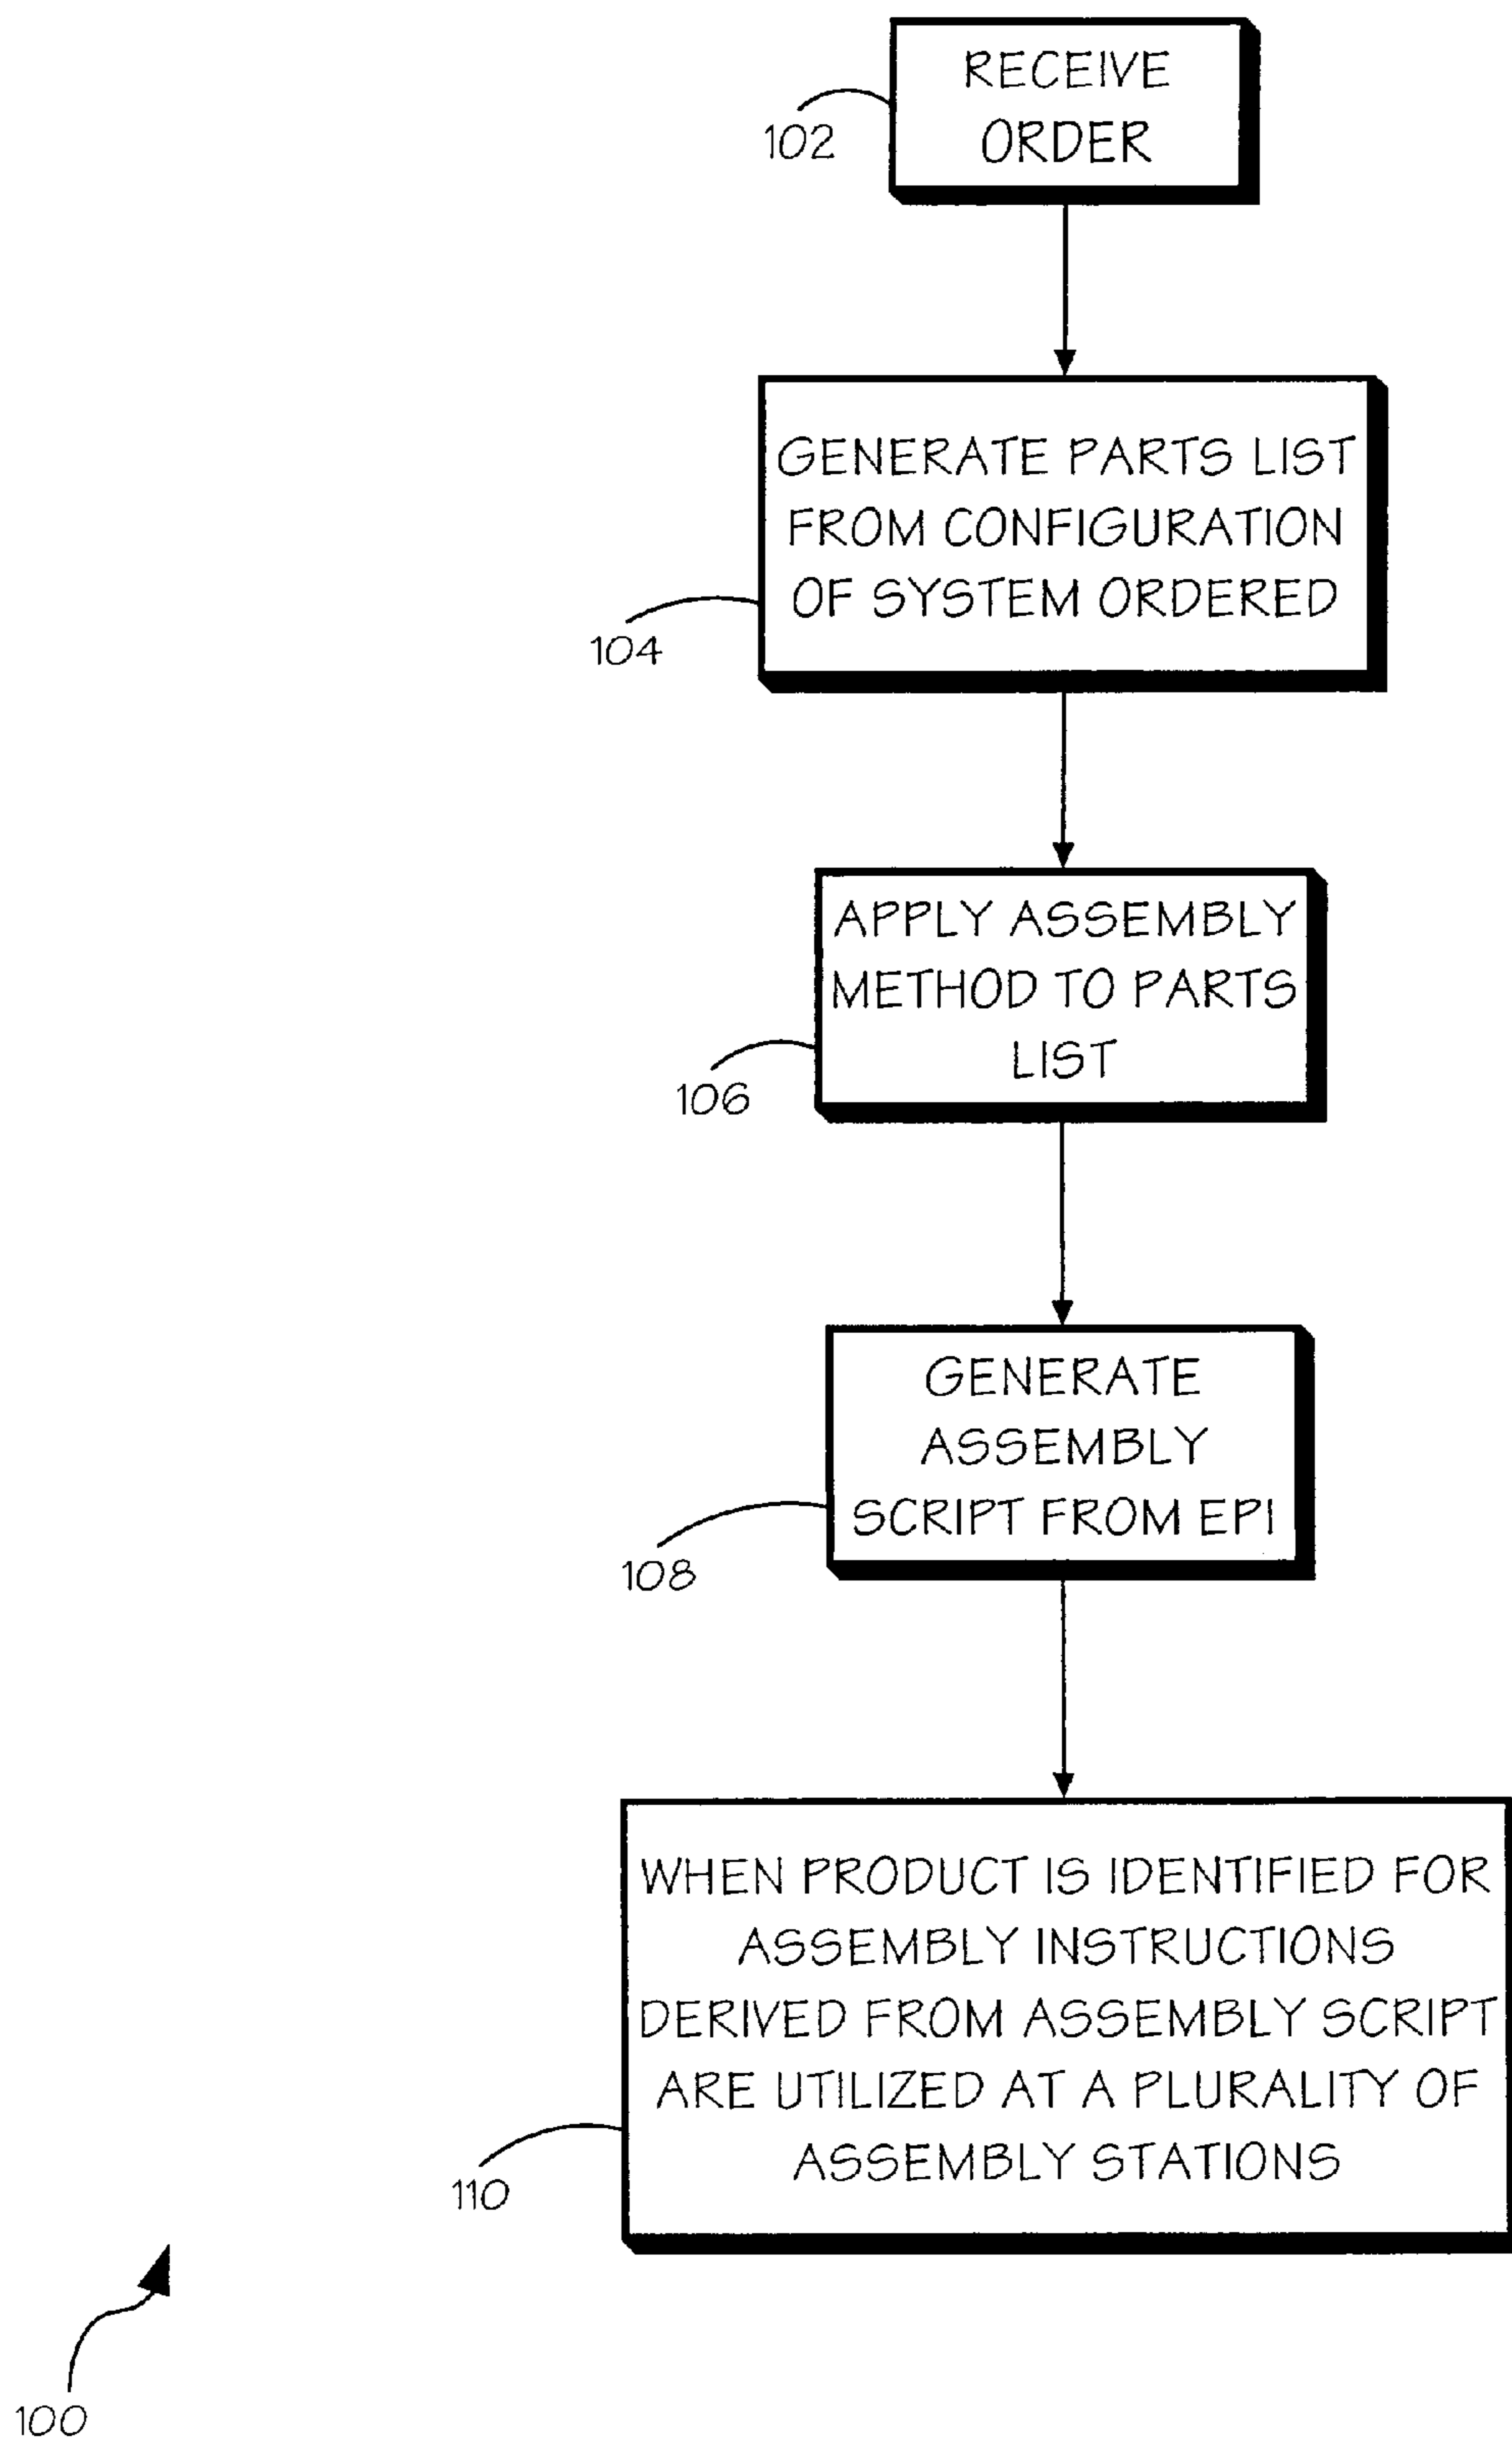 RECEIVE
ORDER
102
GENERATE PARTS LIST
FROM CONFIGURATION
OF SYSTEM ORDERED
104
APPLY ASSEMBLY
METHOD TO PARTS
LIST
106
GENERATE
ASSEMBLY
SCRIPT FROM EPI
108
WHEN PRODUCT IS IDENTIFIED FOR
ASSEMBLY INSTRUCTIONS
DERIVED FROM ASSEMBLY SCRIPT
ARE UTILIZED AT A PLURALITY OF
ASSEMBLY STATIONS
110
100